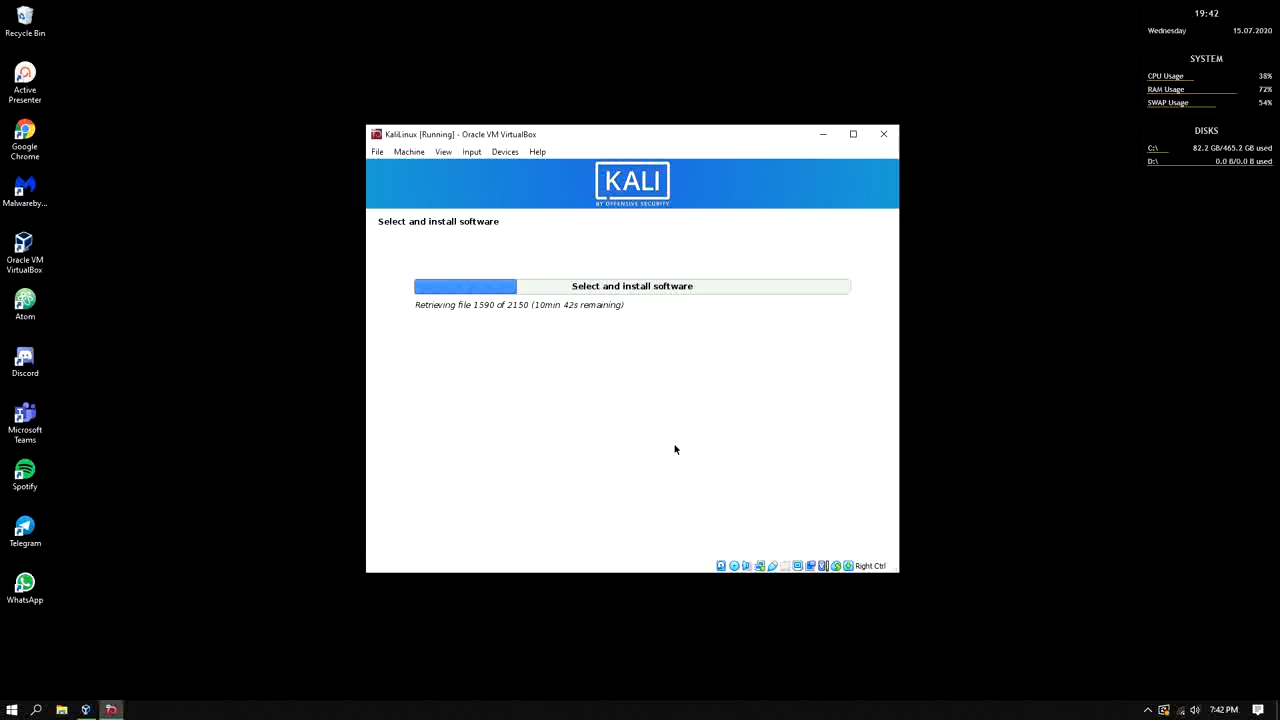 Recycle Bin
Active
Presenter
Google
Chrome
Malwareby...
Oracle VM
VirtualBox
Atom
Discord
Microsoft
Teams
Spotify
Telegram
WhatsApp
KaliLinux [Running] - Oracle VM VirtualBox
File Machine View Input Devices Help
KALI
BY OFFENSIVE SECURITY
Select and install software
Select and install software
Retrieving file 1590 of 2150 (10min 42s remaining)
Right Ctrl
19:42
Wednesday 15.07.2020
SYSTEM
CPU Usage 38%
RAM Usage 72%
SWAP Usage 54%
DISKS
C:\ 82.2 GB/465.2 GB used
D:\ 0.0 B/0.0 B used
7:42 PM